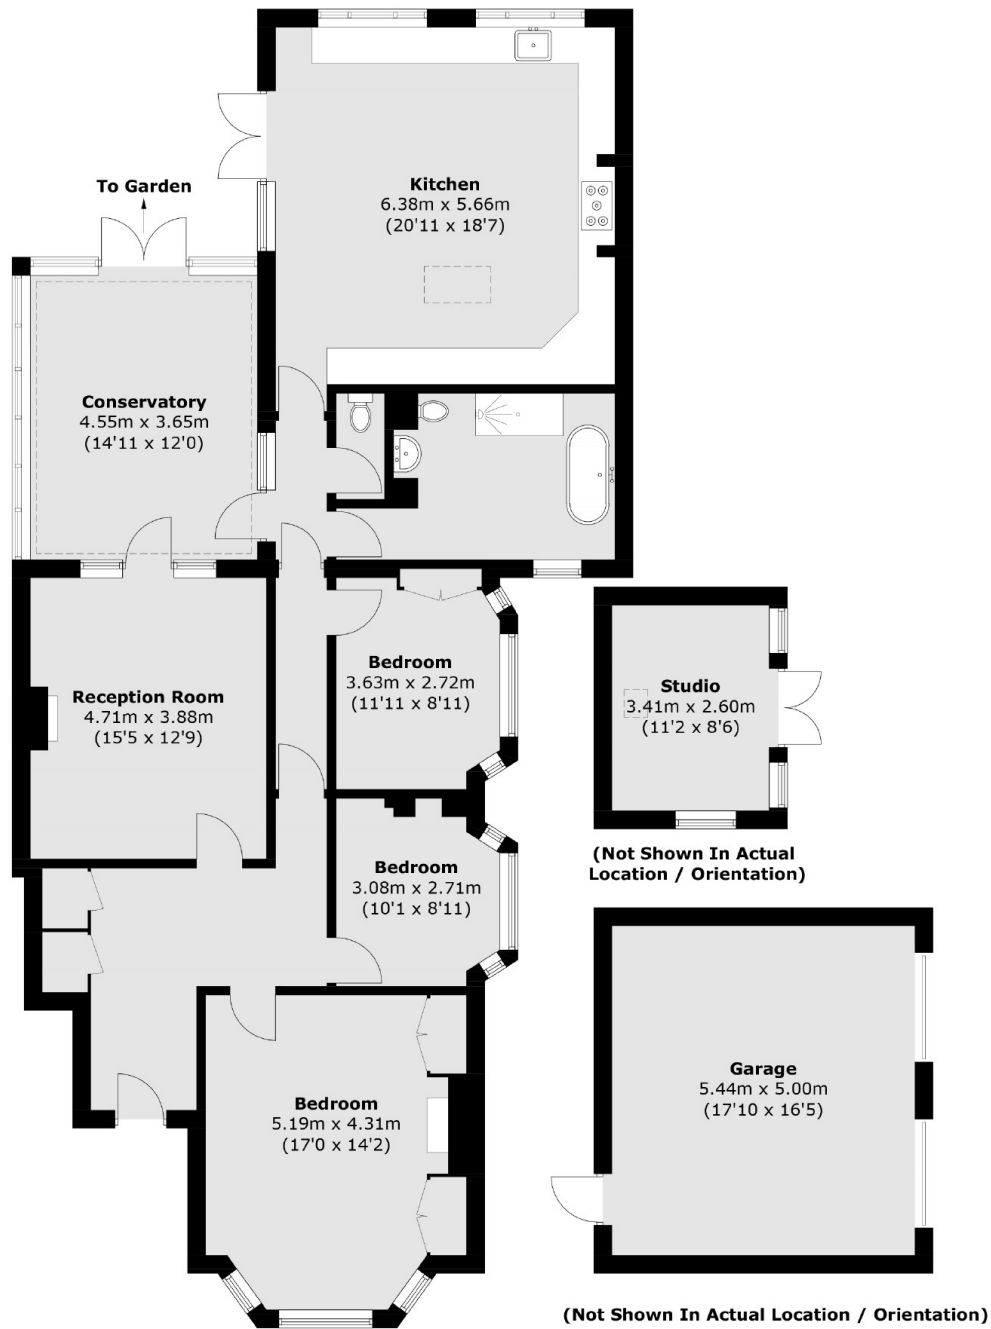 To Garden
Kitchen
6.38m x 5.66m
(20'11 x 18'7)
Conservatory
4.55m x 3.65m
(14'11 x 12'0)
Bedroom
3.63m x 2.72m
(11'11 x 8'11)
Reception Room
4.71m x 3.88m
(15'5 x 12'9)
Studio
3.41m x 2.60m
(11'2 x 8'6)
(Not Shown In Actual
Location / Orientation)
Bedroom
3.08m x 2.71m
(10'1 x 8'11)
Garage
5.44m x 5.00m
(17'10 x 16'5)
Bedroom
5.19m x 4.31m
(17'0 x 14'2)
(Not Shown In Actual Location / Orientation)